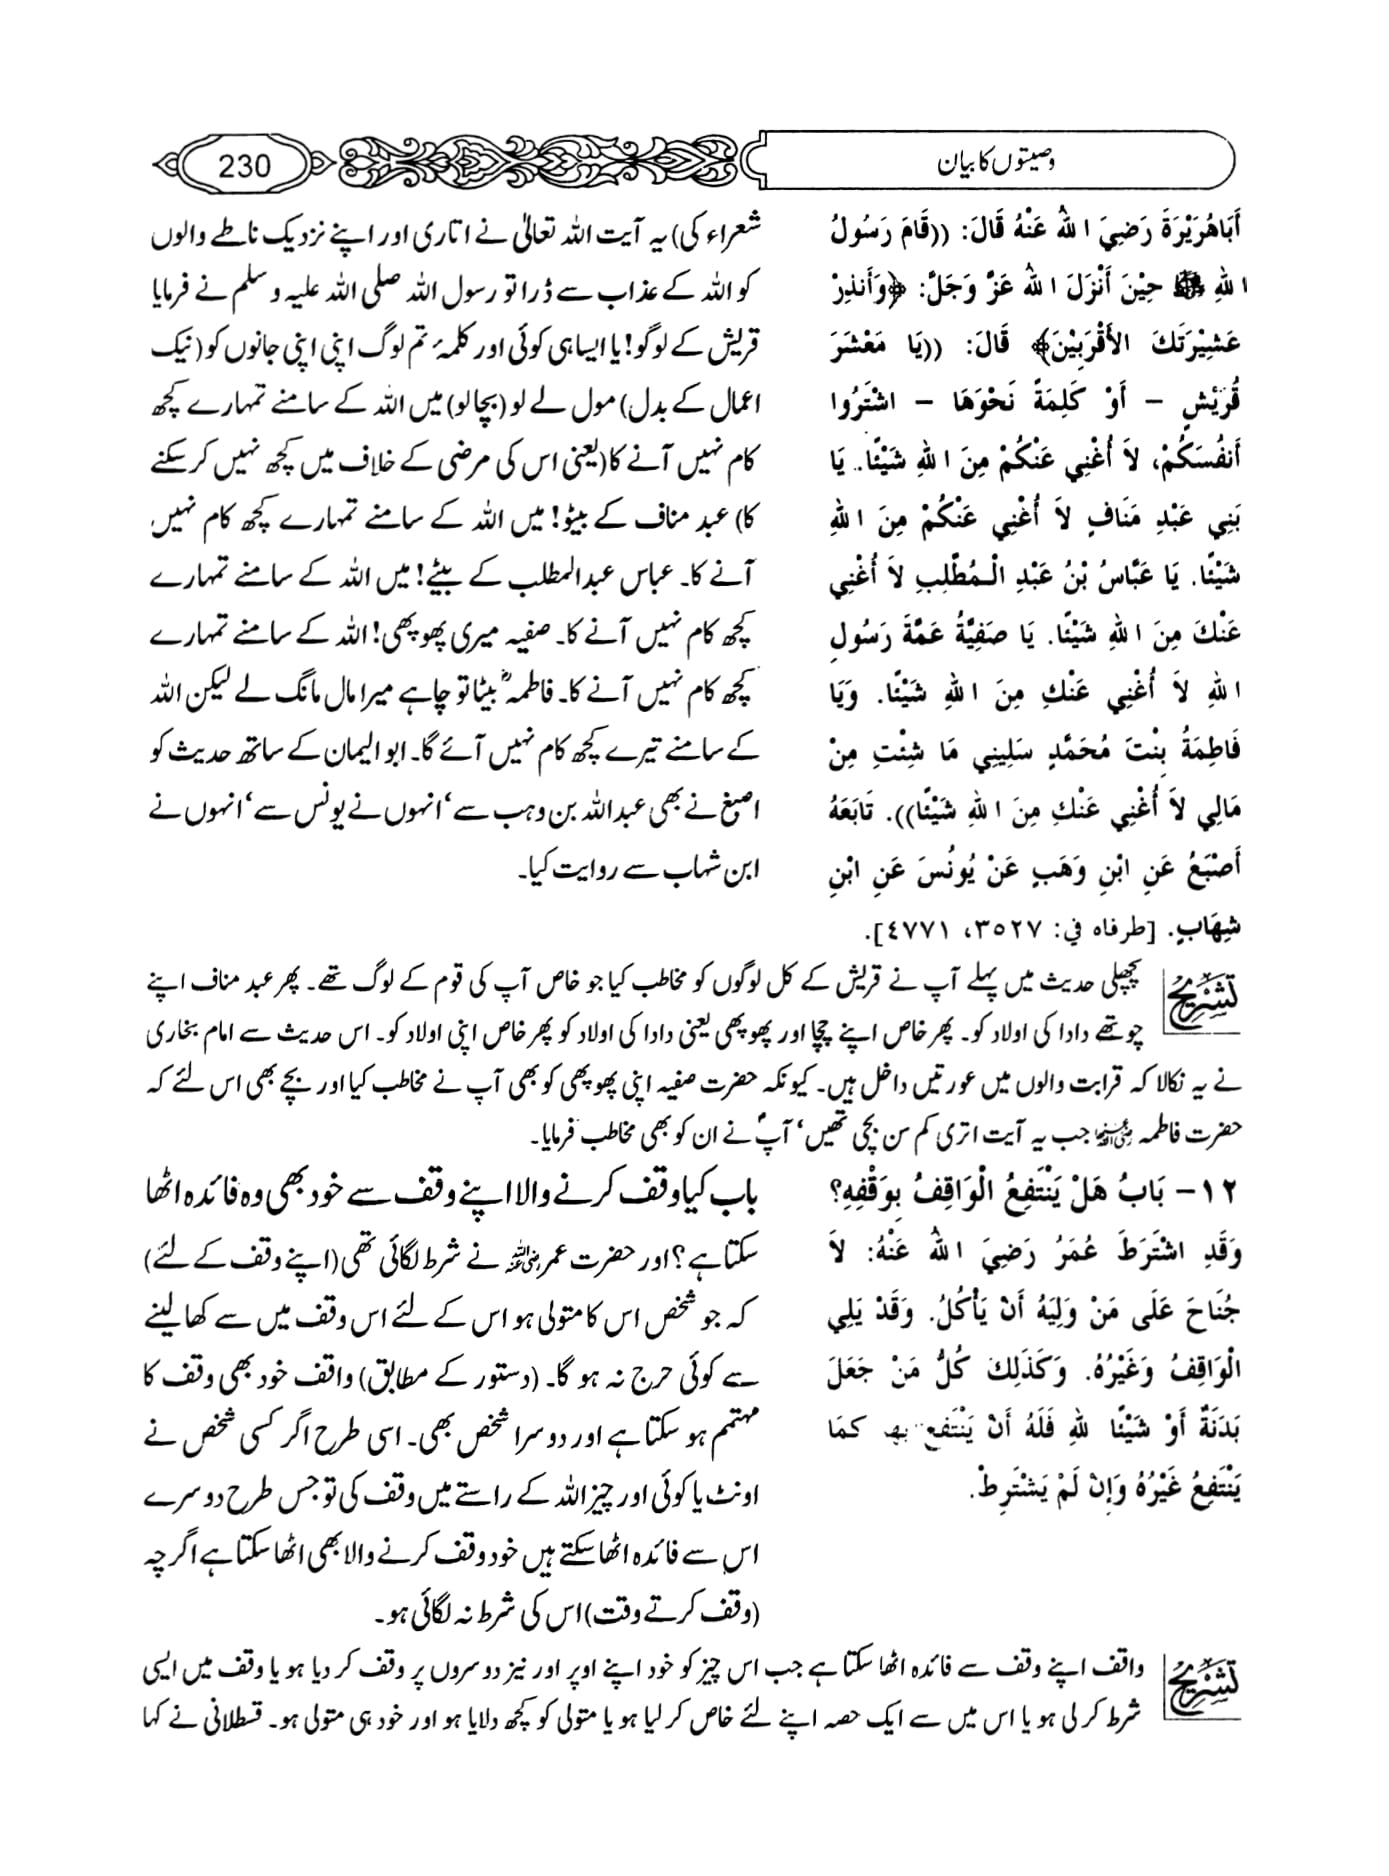 وصیتوں کا بیان
230
أَبَاهُرَيْرَةَ رَضِيَ اللهُ عَنْهُ قَالَ: ((قَامَ رَسُولُ
اللهِ ﷺ حِيْنَ أَنْزَلَ اللهُ عَزَّ وَجَلَّ: ﴿وَأَنذِرْ
عَشِيْرَتَكَ الأَقْرَبِيْنَ﴾ قَالَ: ((يَا مَعْشَرَ
قُرَيْشٍ – أَوْ كَلِمَةً نَحْوَهَا – اشْتَرُوا
أَنفُسَكُمْ، لاَ أُغْنِي عَنْكُمْ مِنَ اللهِ شَيْئًا. يَا
بَنِي عَبْدِ مَنَافٍ لاَ أُغْنِي عَنْكُمْ مِنَ اللهِ
شَيْئًا. يَا عَبَّاسُ بْنُ عَبْدِ الْمُطَّلِبِ لاَ أُغْنِي
عَنْكَ مِنَ اللهِ شَيْئًا. يَا صَفِيَّةُ عَمَّةَ رَسُولِ
اللهِ لاَ أُغْنِي عَنْكِ مِنَ اللهِ شَيْئًا. وَيَا
فَاطِمَةُ بِنْتَ مُحَمَّدٍ سَلِينِي مَا شِئْتِ مِنْ
مَالِي لاَ أُغْنِي عَنْكِ مِنَ اللهِ شَيْئًا)). تَابَعَهُ
أَصْبَغُ عَنِ ابْنِ وَهَبٍ عَنْ يُونُسَ عَنِ ابْنِ
شِهَابٍ. [طرفاه في: ٣٥٢٧، ٤٧٧١].
شعراء کی) یہ آیت اللہ تعالیٰ نے اتاری اور اپنے نزدیک ناطے والوں
کو اللہ کے عذاب سے ڈرا تو رسول اللہ صلی اللہ علیہ وسلم نے فرمایا
قریش کے لوگو! یا ایسا ہی کوئی اور کلمہ تم لوگ اپنی اپنی جانوں کو (نیک
اعمال کے بدل) مول لے لو (بچالو) میں اللہ کے سامنے تمہارے کچھ
کام نہیں آنے کا (یعنی اس کی مرضی کے خلاف میں کچھ نہیں کر سکنے
کا) عبد مناف کے بیٹو! میں اللہ کے سامنے تمہارے کچھ کام نہیں
آنے کا۔ عباس عبدالمطلب کے بیٹے! میں اللہ کے سامنے تمہارے
کچھ کام نہیں آنے کا۔ صفیہ میری پھوپھی! اللہ کے سامنے تمہارے
کچھ کام نہیں آنے کا۔ فاطمہؓ بیٹا تو چاہے میرا مال مانگ لے لیکن اللہ
کے سامنے تیرے کچھ کام نہیں آئے گا۔ ابوالیمان کے ساتھ حدیث کو
اصبغ نے بھی عبداللہ بن وہب سے‘ انہوں نے یونس سے‘ انہوں نے
ابن شہاب سے روایت کیا۔
تشریح
پچھلی حدیث میں پہلے آپ نے قریش کے کل لوگوں کو مخاطب کیا جو خاص آپ کی قوم کے لوگ تھے۔ پھر عبد مناف اپنے
چوتھے دادا کی اولاد کو۔ پھر خاص اپنے چچا اور پھوپھی یعنی دادا کی اولاد کو پھر خاص اپنی اولاد کو۔ اس حدیث سے امام بخاری
نے یہ نکالا کہ قرابت والوں میں عورتیں داخل ہیں۔ کیونکہ حضرت صفیہ اپنی پھوپھی کو بھی آپ نے مخاطب کیا اور بچے بھی اس لئے کہ
حضرت فاطمہ رضی اللہ عنہا جب یہ آیت اتری کم سن بچی تھیں‘ آپؐ نے ان کو بھی مخاطب فرمایا۔
١٢- بَابُ هَلْ يَنْتَفِعُ الْوَاقِفُ بِوَقْفِهِ؟
وَقَدِ اشْتَرَطَ عُمَرُ رَضِيَ اللهُ عَنْهُ: لاَ
جُنَاحَ عَلَى مَنْ وَلِيَهُ أَنْ يَأْكُلُ. وَقَدْ يَلِي
الْوَاقِفُ وَغَيْرُهُ. وَكَذَلِكَ كُلُّ مَنْ جَعَلَ
بَدَنَةً أَوْ شَيْئًا للهِ فَلَهُ أَنْ يَنْتَفِعَ بِهِ كَمَا
يَنْتَفِعُ غَيْرُهُ وَإِنْ لَمْ يَشْتَرِطْ.
باب کیا وقف کرنے والا اپنے وقف سے خود بھی وہ فائدہ اٹھا
سکتا ہے؟ اور حضرت عمر رضی اللہ عنہ نے شرط لگائی تھی (اپنے وقف کے لئے)
کہ جو شخص اس کا متولی ہو اس کے لئے اس وقف میں سے کھا لینے
سے کوئی حرج نہ ہو گا۔ (دستور کے مطابق) واقف خود بھی وقف کا
مہتمم ہو سکتا ہے اور دوسرا شخص بھی۔ اسی طرح اگر کسی شخص نے
اونٹ یا کوئی اور چیز اللہ کے راستے میں وقف کی تو جس طرح دوسرے
اس سے فائدہ اٹھا سکتے ہیں خود وقف کرنے والا بھی اٹھا سکتا ہے اگرچہ
(وقف کرتے وقت) اس کی شرط نہ لگائی ہو۔
تشریح
واقف اپنے وقف سے فائدہ اٹھا سکتا ہے جب اس چیز کو خود اپنے اوپر اور نیز دوسروں پر وقف کر دیا ہو یا وقف میں ایسی
شرط کر لی ہو یا اس میں سے ایک حصہ اپنے لئے خاص کر لیا ہو یا متولی کو کچھ دلایا ہو اور خود ہی متولی ہو۔ قسطلانی نے کہا